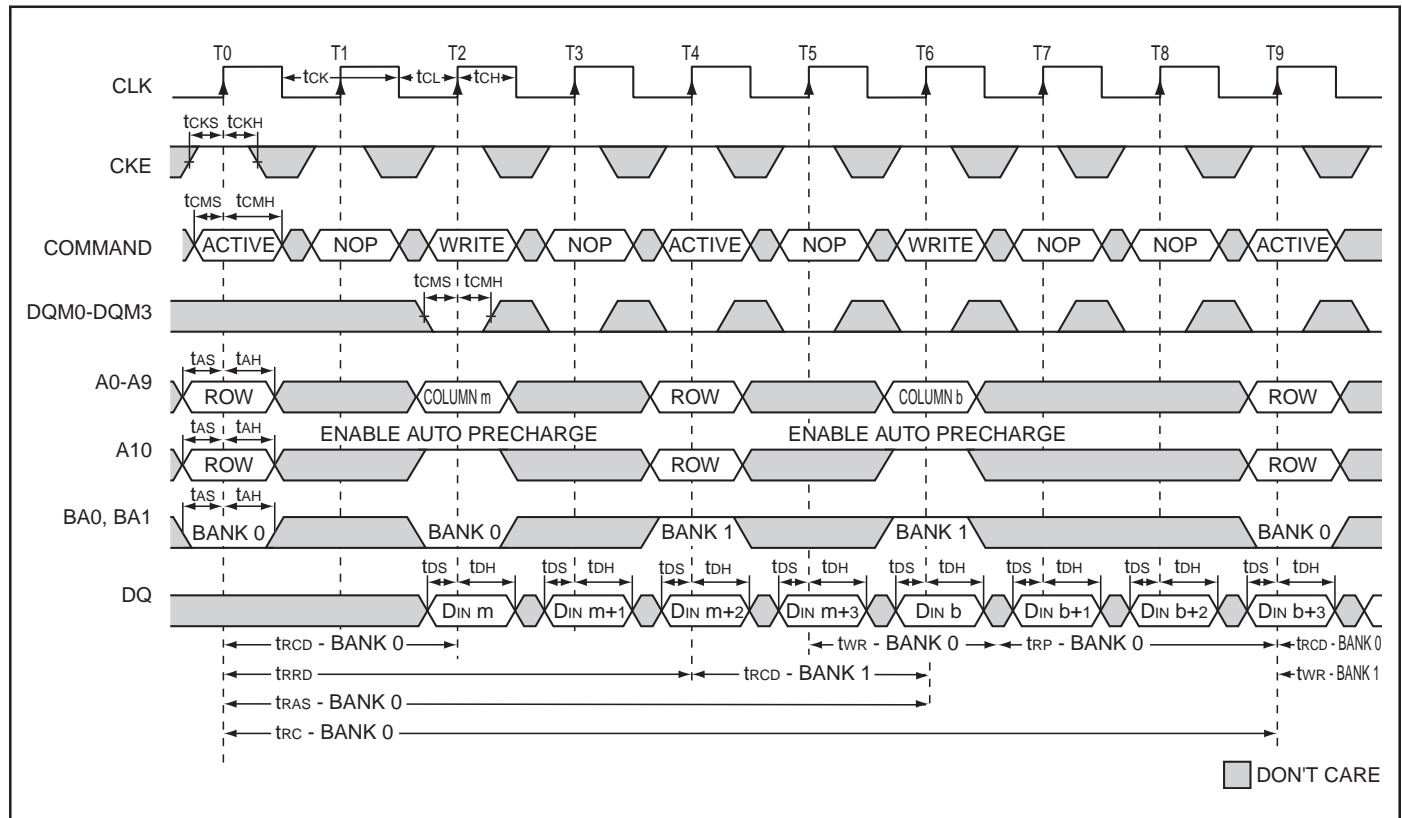 T0 T1 T2 T3 T4 T5 T6 T7 T8 T9
CLK tCK tCL tCH
tCKS tCKH
CKE
tCMS tCMH
COMMAND ACTIVE NOP WRITE NOP ACTIVE NOP WRITE NOP NOP ACTIVE
tCMS tCMH
DQM0-DQM3
tAS tAH
A0-A9 ROW COLUMN m ROW COLUMN b ROW
tAS tAH ENABLE AUTO PRECHARGE ENABLE AUTO PRECHARGE
A10 ROW ROW ROW
tAS tAH
BA0, BA1 BANK 0 BANK 0 BANK 1 BANK 1 BANK 0
tDS tDH tDS tDH tDS tDH tDS tDH tDS tDH tDS tDH tDS tDH tDS tDH
DQ DIN m DIN m+1 DIN m+2 DIN m+3 DIN b DIN b+1 DIN b+2 DIN b+3
tRCD - BANK 0 tWR - BANK 0 tRP - BANK 0 tRCD - BANK 0
tRRD tRCD - BANK 1 tWR - BANK 1
tRAS - BANK 0
tRC - BANK 0
DON'T CARE